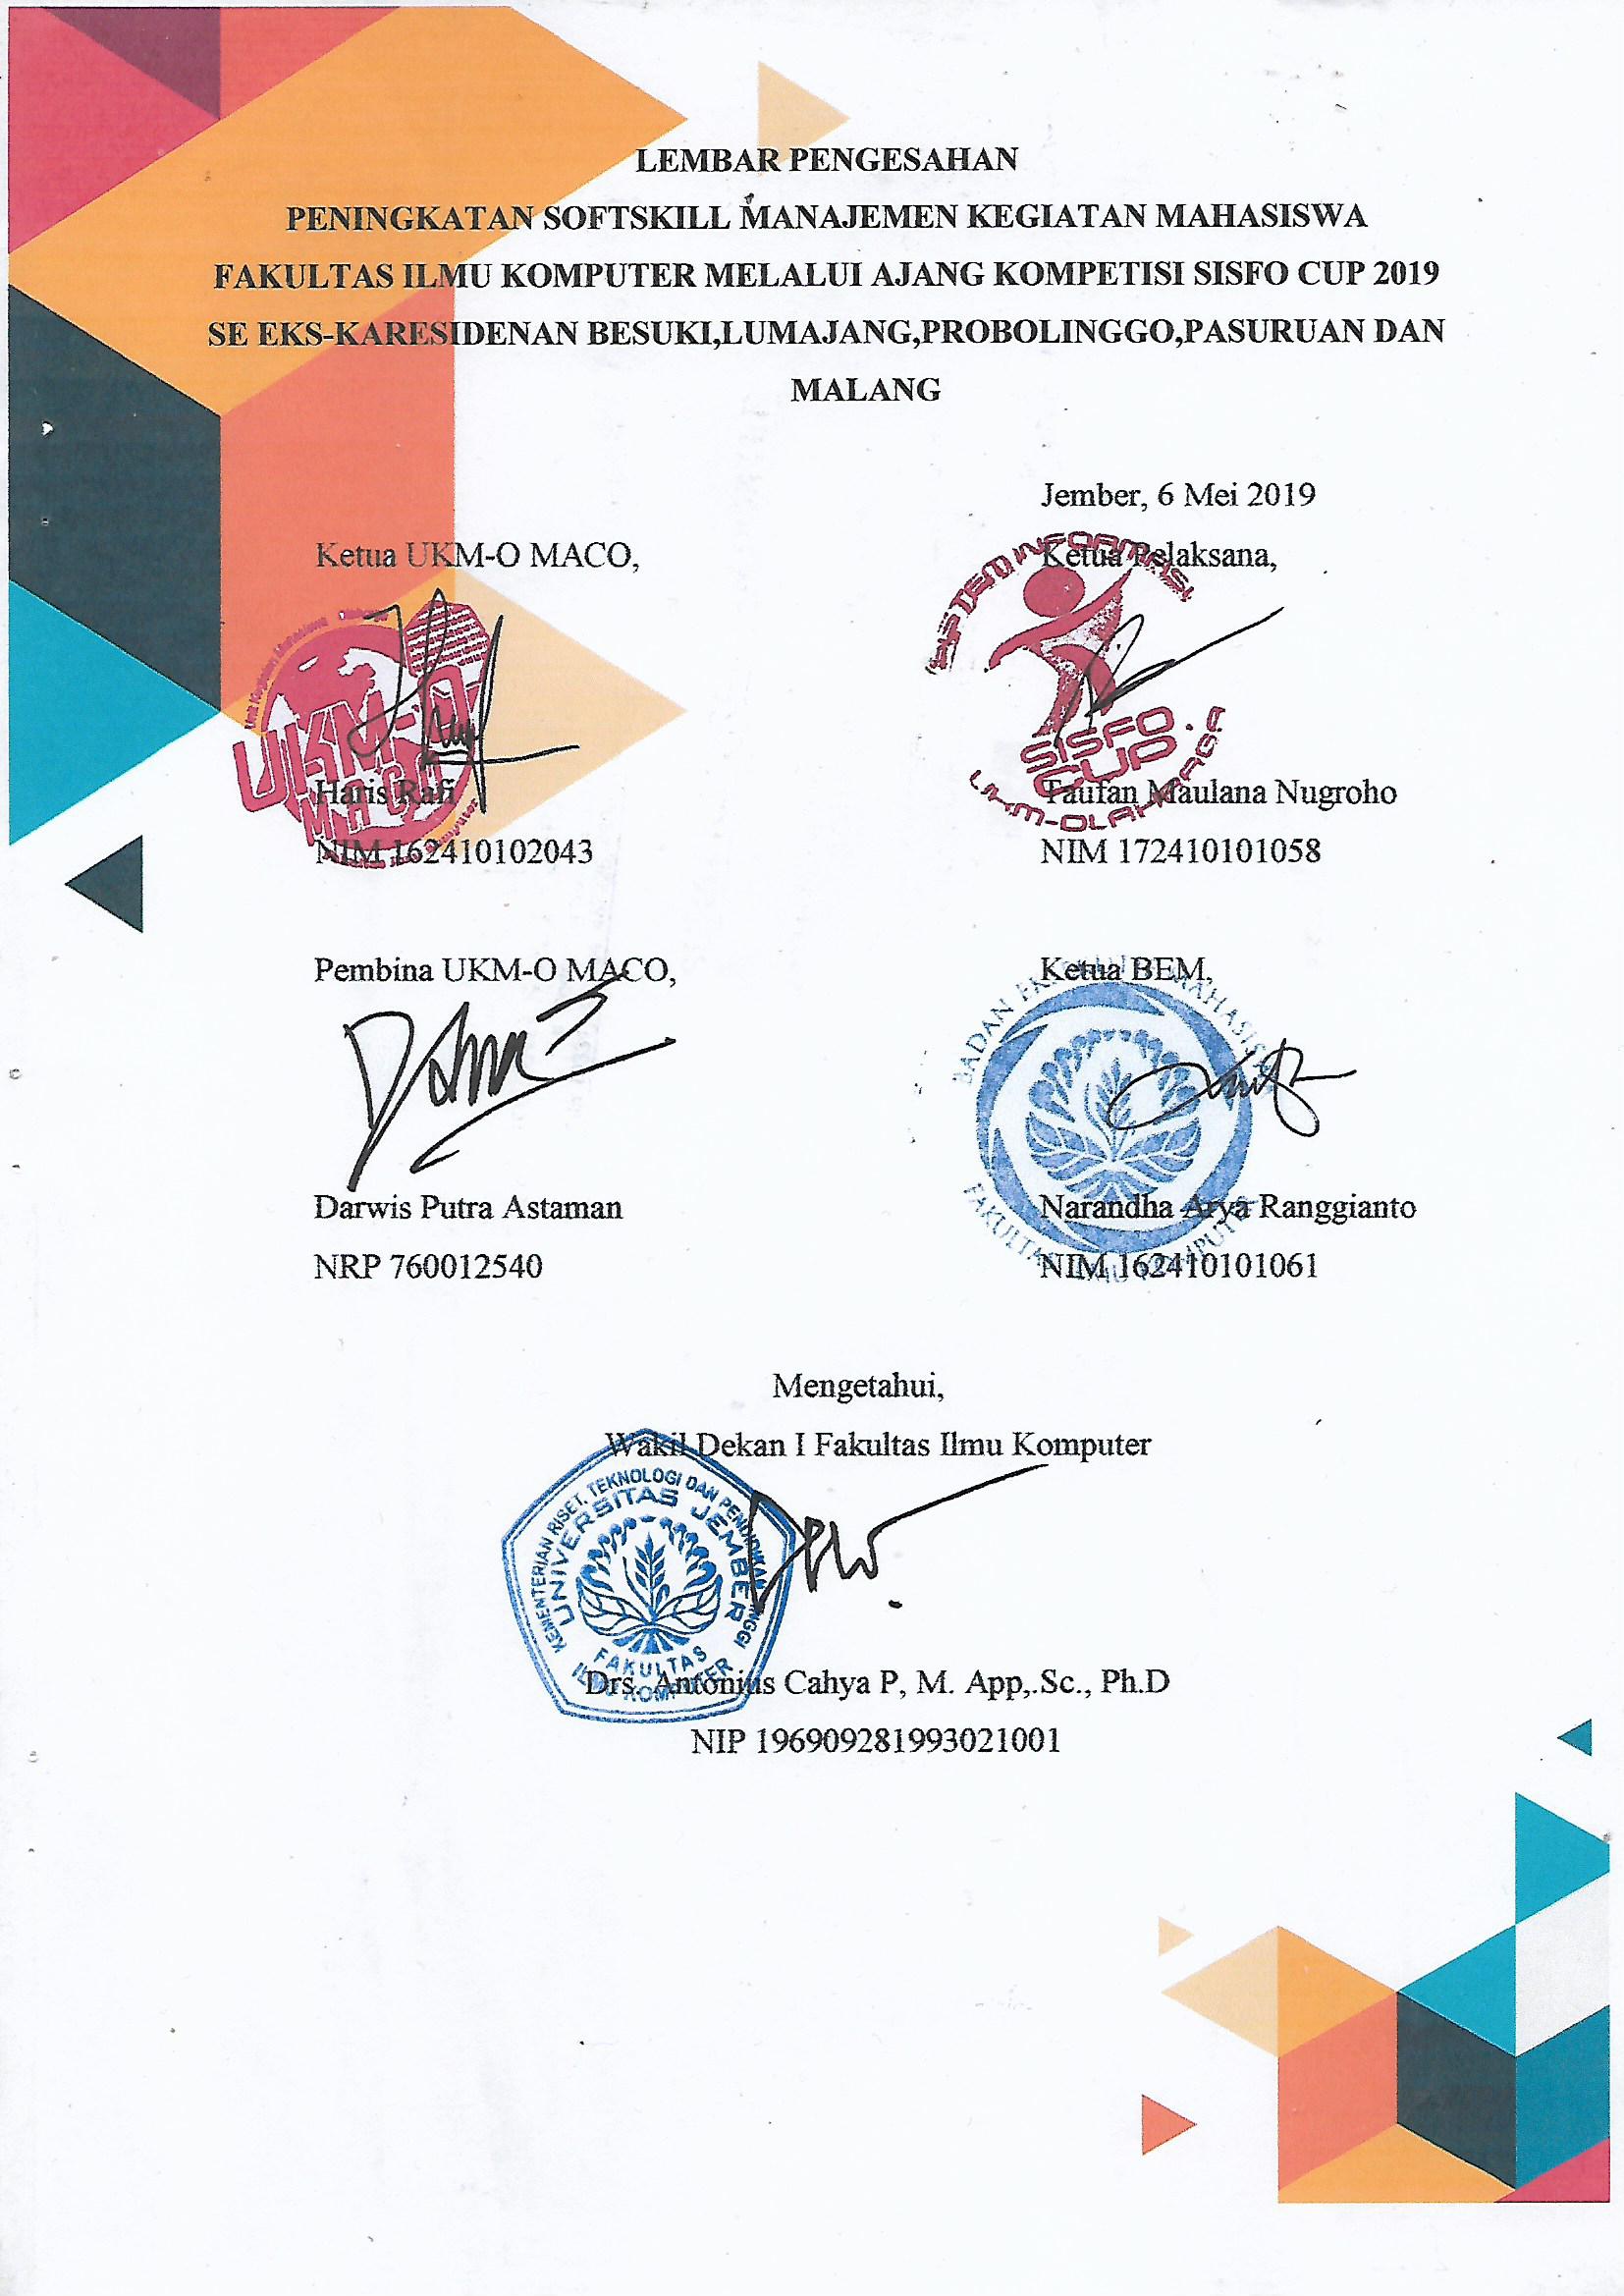 LEMBAR PENGESAHAN
PENINGKATAN SOFTSKILL MANAJEMEN KEGIATAN MAHASISWA
FAKULTAS ILMU KOMPUTER MELALUI AJANG KOMPETISI SISFO CUP 2019
SE EKS-KARESIDENAN BESUKI,LUMAJANG,PROBOLINGGO,PASURUAN DAN
MALANG
Jember, 6 Mei 2019
Ketua UKM-O MACO,
Ketua Pelaksana,
UKM-O
MACO
SISTEM INFORMASI
SISFO
CUP
UKM-OLAHRAGA
Haris Rafi
Taufan Maulana Nugroho
NIM 162410102043
NIM 172410101058
Pembina UKM-O MACO,
Ketua BEM,
BADAN MAHASISWA
FAKULTAS ILMU KOMPUTER
Darwis Putra Astaman
Narandha Arya Ranggianto
NRP 760012540
NIM 162410101061
Mengetahui,
Wakil Dekan I Fakultas Ilmu Komputer
KEMENTERIAN RISET, TEKNOLOGI DAN PENDIDIKAN TINGGI
UNIVERSITAS JEMBER
FAKULTAS
ILMU KOMPUTER
Drs. Antonius Cahya P, M. App,.Sc., Ph.D
NIP 196909281993021001